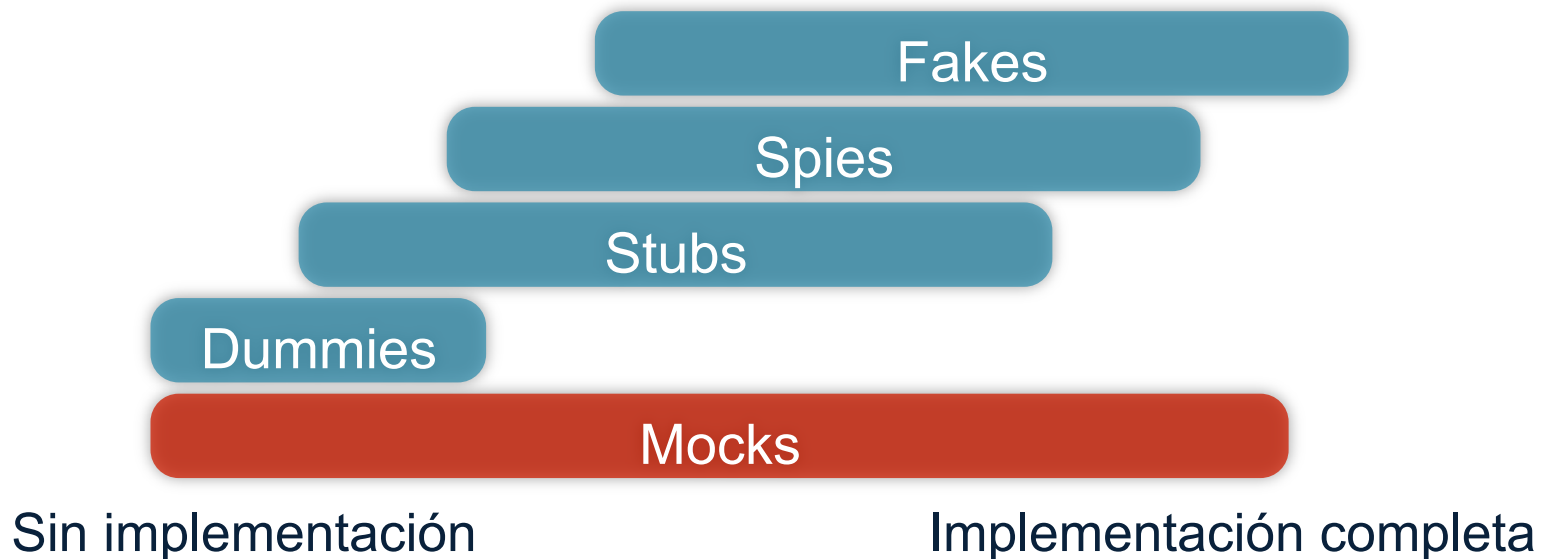 Fakes
Spies
Stubs
Dummies
Mocks
Sin implementación
Implementación completa